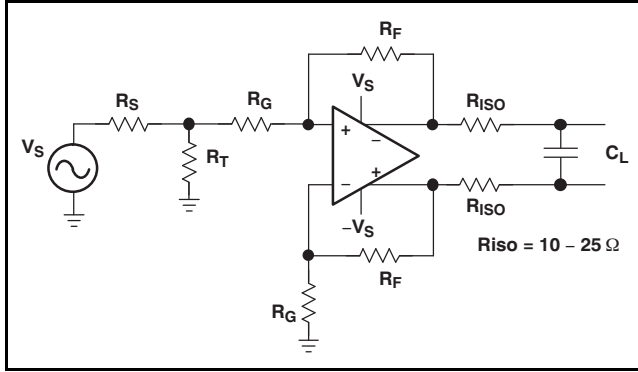 R_F
V_S
R_S
R_G
R_ISO
+
−
V_S
R_T
C_L
+
−
R_ISO
−V_S
Riso = 10 − 25 Ω
R_F
R_G